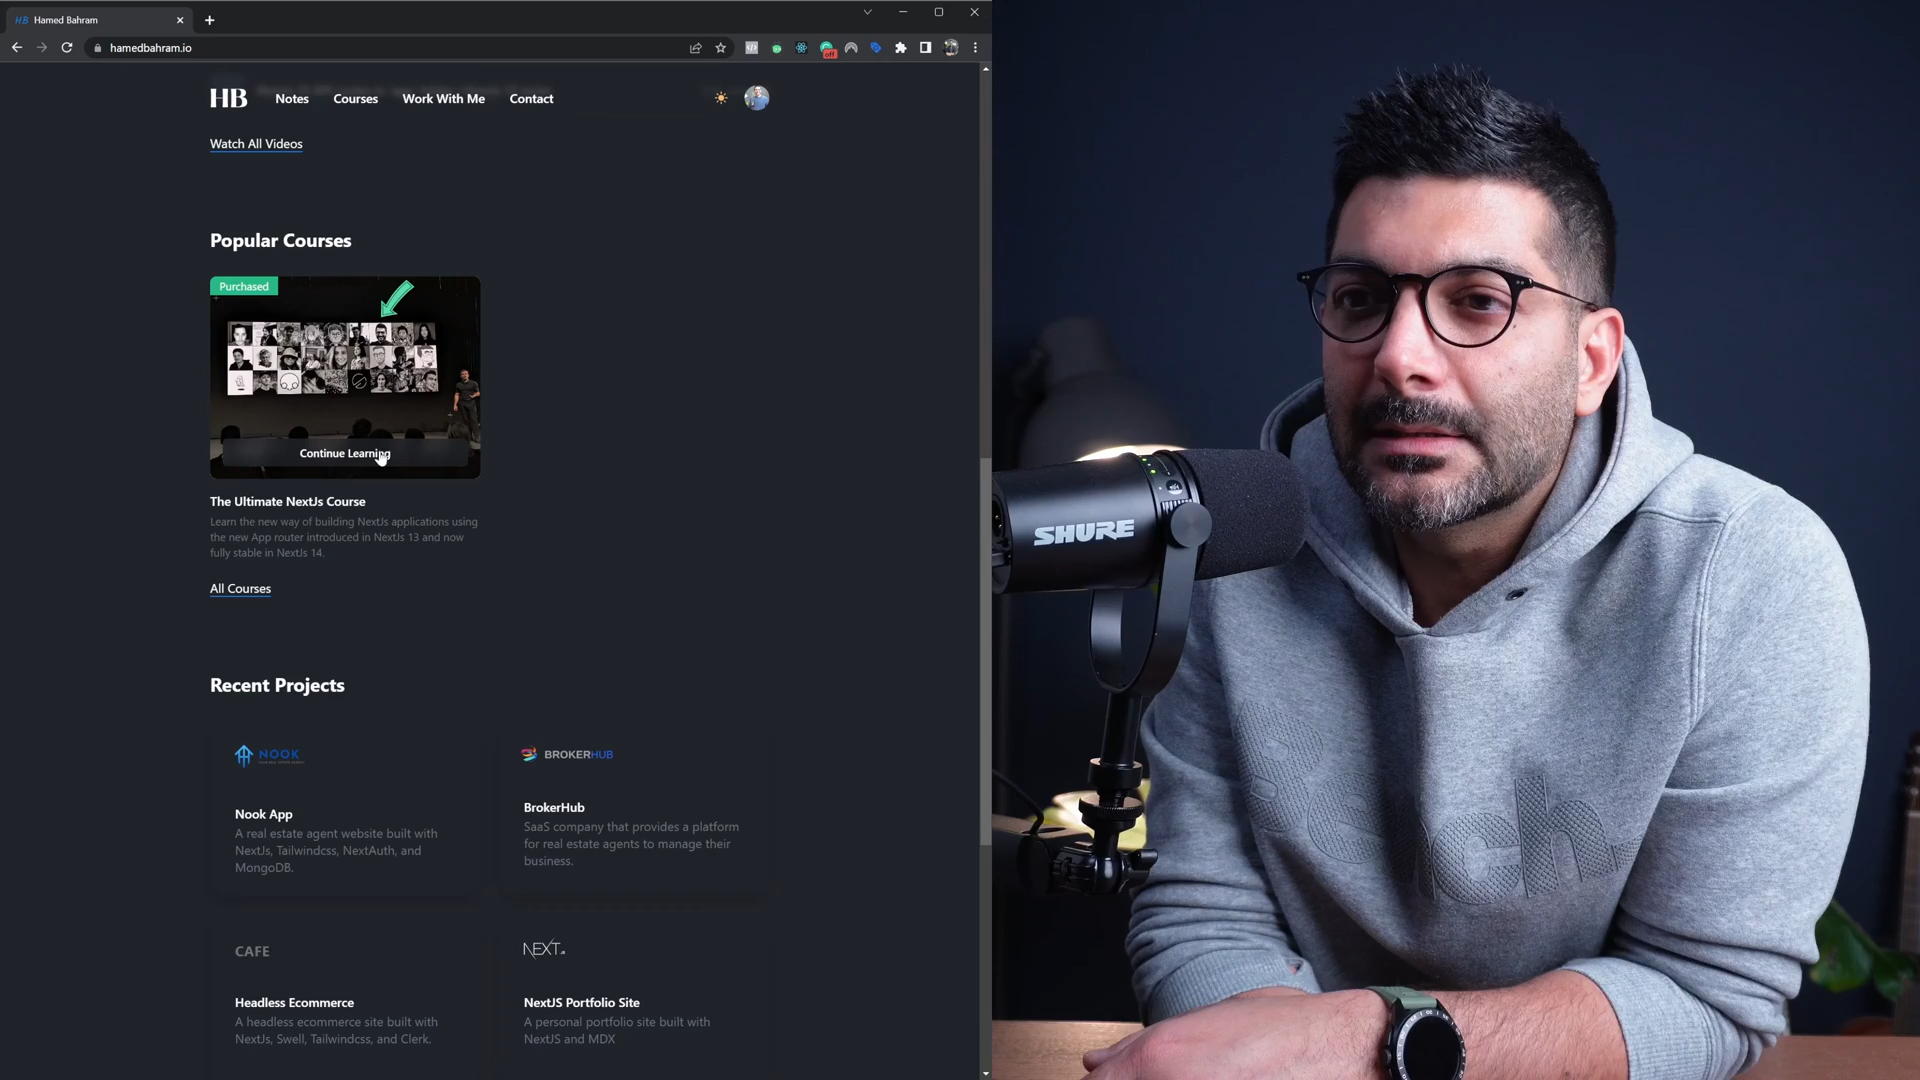 HB Hamed Bahram
hamedbahram.io
off
HB Notes Courses Work With Me Contact
Watch All Videos
Popular Courses
Purchased
Continue Learning
The Ultimate NextJs Course
Learn the new way of building NextJs applications using
the new App router introduced in NextJs 13 and now
fully stable in NextJs 14.
All Courses
Recent Projects
NOOK
BROKERHUB
Nook App
A real estate agent website built with
NextJs, Tailwindcss, NextAuth, and
MongoDB.
BrokerHub
SaaS company that provides a platform
for real estate agents to manage their
business.
CAFE
NEXT
Headless Ecommerce
A headless ecommerce site built with
NextJs, Swell, Tailwindcss, and Clerk.
NextJS Portfolio Site
A personal portfolio site built with
NextJS and MDX
SHURE
Bench